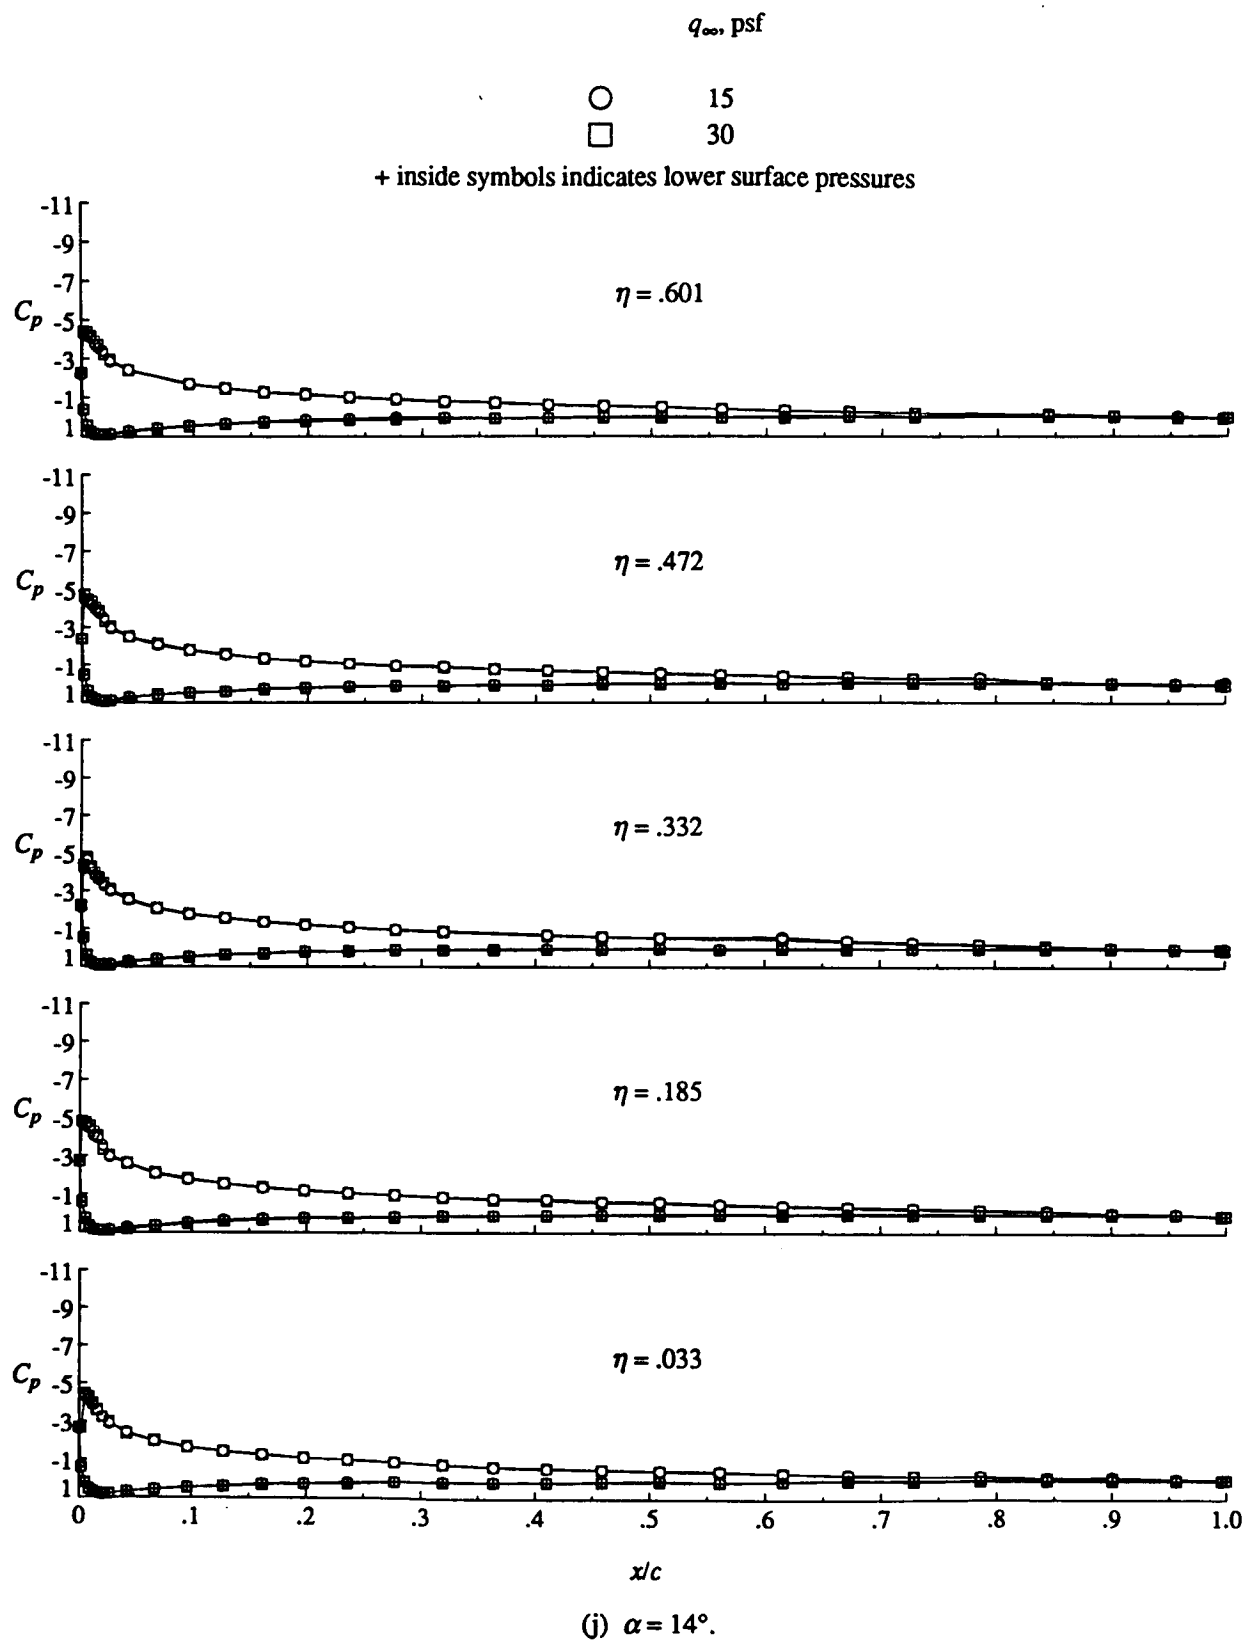 q∞, psf
15
30
+ inside symbols indicates lower surface pressures
-11
-9
-7
η = .601
Cp -5
-3
-1
1
-11
-9
-7
η = .472
Cp -5
-3
-1
1
-11
-9
-7
η = .332
Cp -5
-3
-1
1
-11
-9
-7
η = .185
Cp -5
-3
-1
1
-11
-9
-7
η = .033
Cp -5
-3
-1
1
0 .1 .2 .3 .4 .5 .6 .7 .8 .9 1.0
x/c
(j) α = 14°.